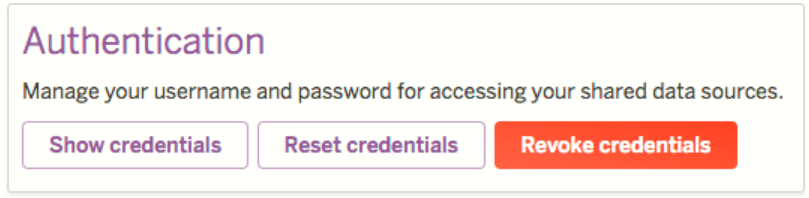 Authentication
Manage your username and password for accessing your shared data sources.
Show credentials Reset credentials Revoke credentials